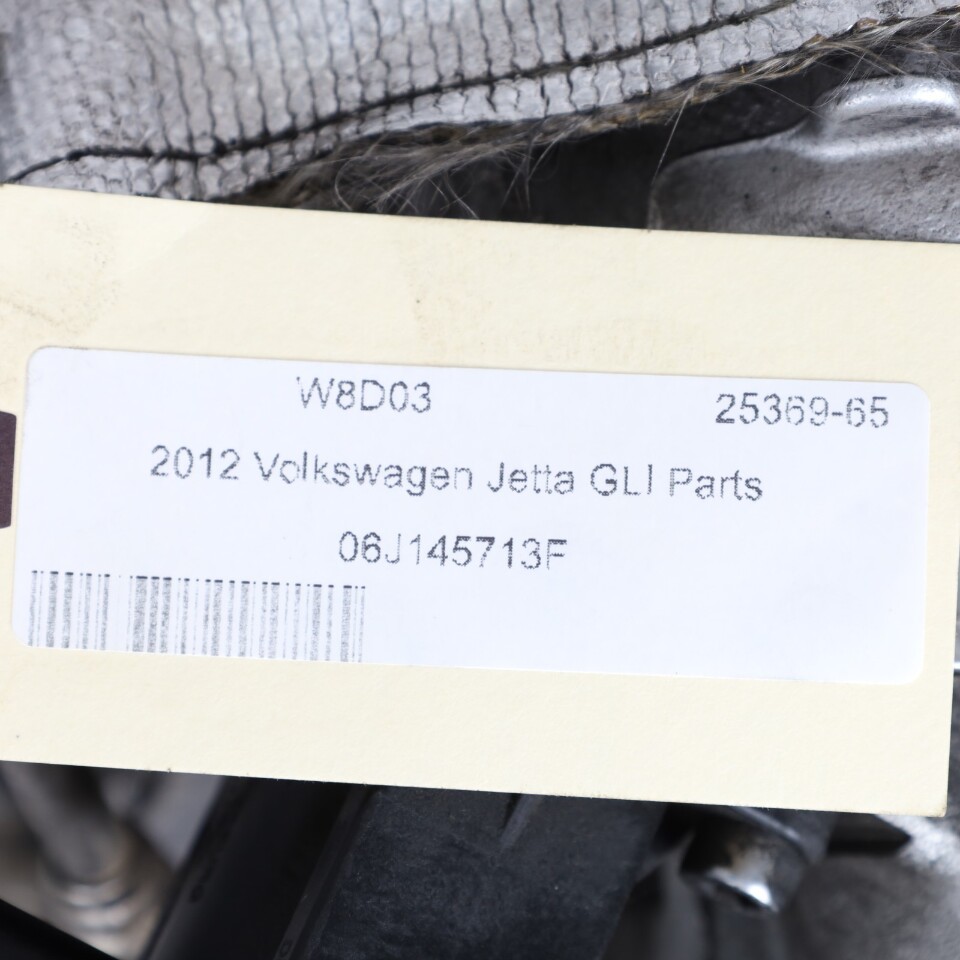 W8D03 25369-65
2012 Volkswagen Jetta GLI Parts
06J145713F